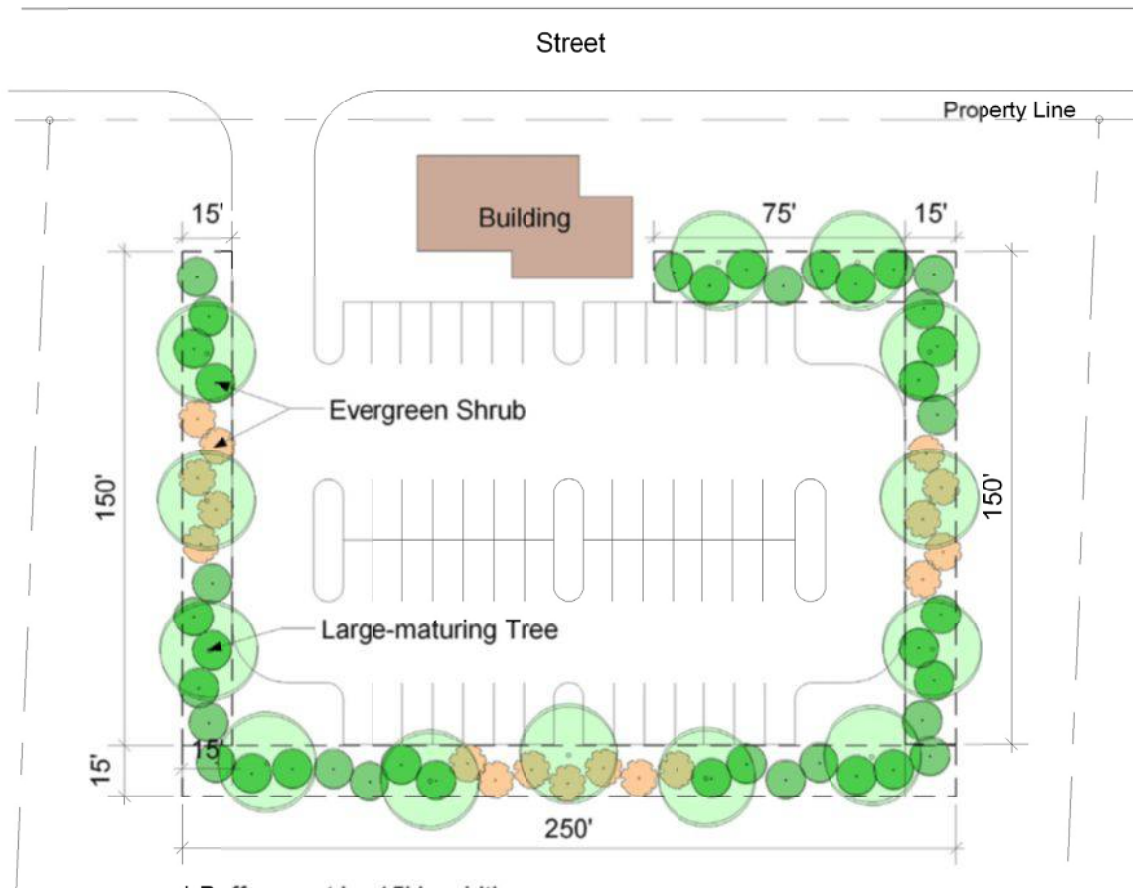 Street
Property Line
15'
Building
75'
15'
Evergreen Shrub
150'
150'
Large-maturing Tree
15'
15'
250'